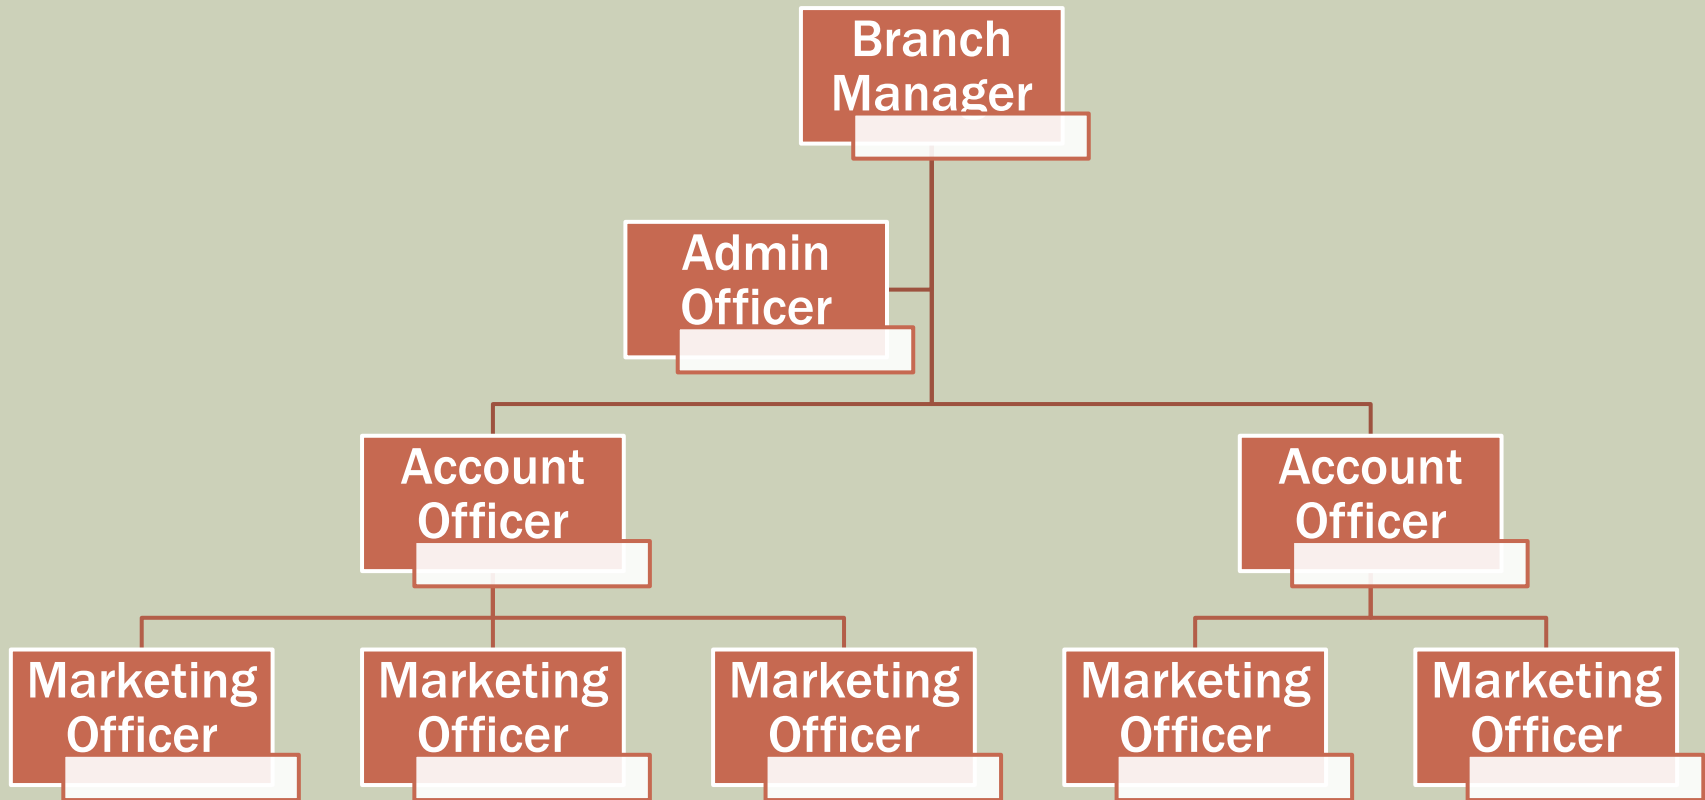 Branch
Manager
Admin
Officer
Account
Officer
Account
Officer
Marketing
Officer
Marketing
Officer
Marketing
Officer
Marketing
Officer
Marketing
Officer